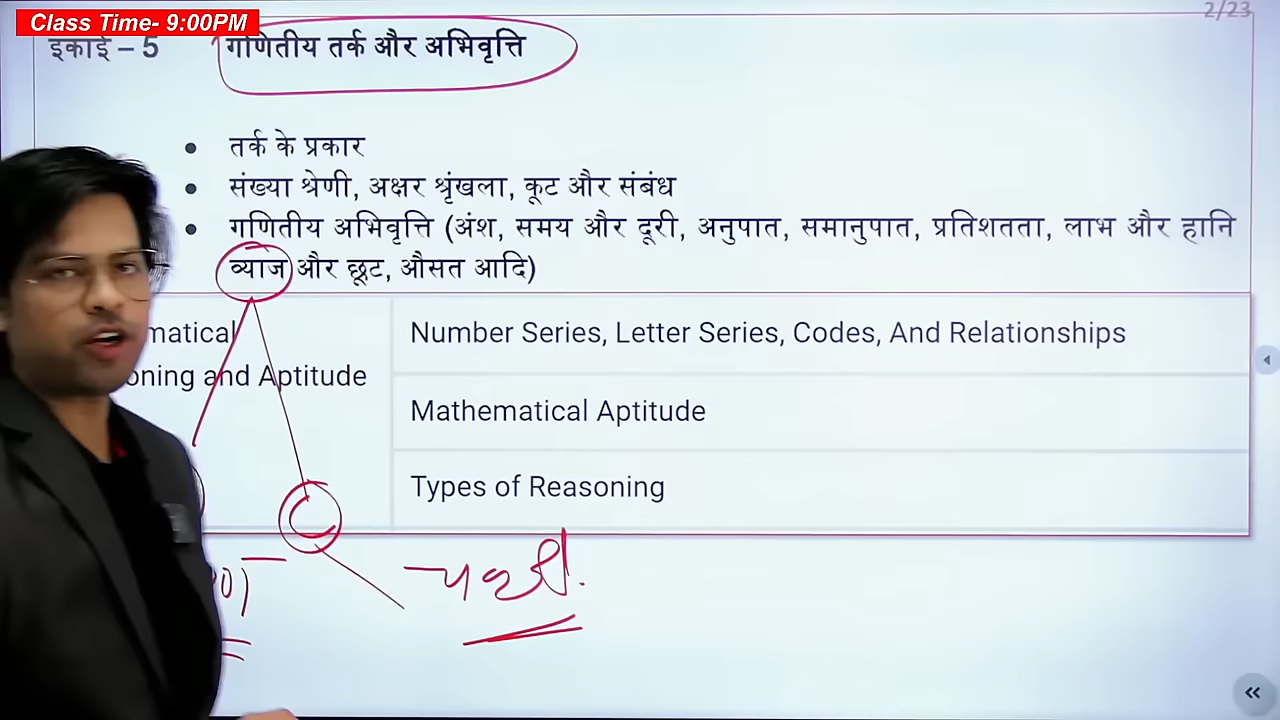 Class Time- 9:00PM
2/23
इकाई – 5 गणितीय तर्क और अभिवृत्ति
तर्क के प्रकार
संख्या श्रेणी, अक्षर श्रृंखला, कूट और संबंध
गणितीय अभिवृत्ति (अंश, समय और दूरी, अनुपात, समानुपात, प्रतिशतता, लाभ और हानि
व्याज और छूट, औसत आदि)
Number Series, Letter Series, Codes, And Relationships
and Aptitude
Mathematical Aptitude
Types of Reasoning
C